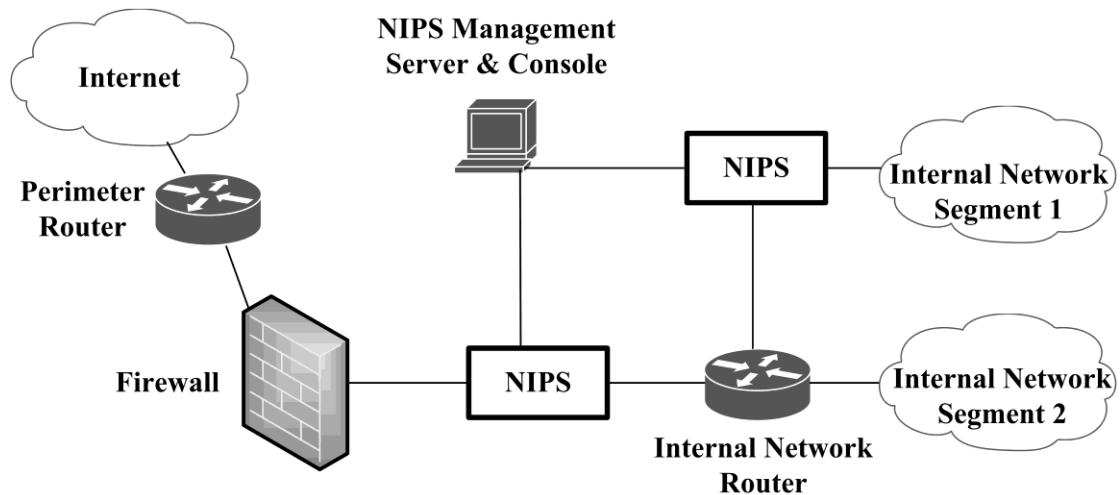 Internet
NIPS Management
Server & Console
Perimeter
Router
NIPS
Internal Network
Segment 1
Firewall
NIPS
Internal Network
Router
Internal Network
Segment 2